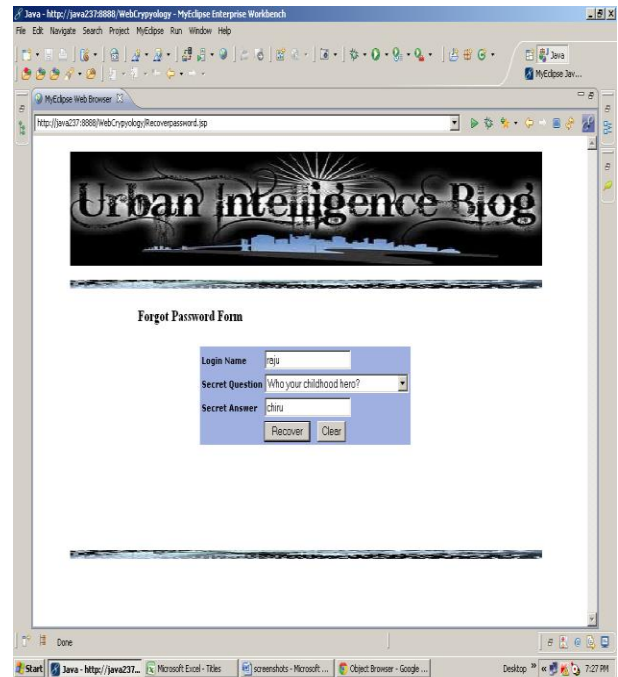 Java - http://java237:8888/WebCrypyology - MyEclipse Enterprise Workbench
File Edit Navigate Search Project MyEclipse Run Window Help
Java
MyEclipse Jav...
MyEclipse Web Browser
http://java237:8888/WebCrypyology/Recoverpassword.jsp
Urban Intelligence Blog
Forgot Password Form
Login Name raju
Secret Question Who your childhood hero?
Secret Answer chiru
Recover Clear
Done
Start Java - http://java237... Microsoft Excel - Titles screenshots - Microsoft ... Object Browser - Google ... Desktop » « 7:27 PM